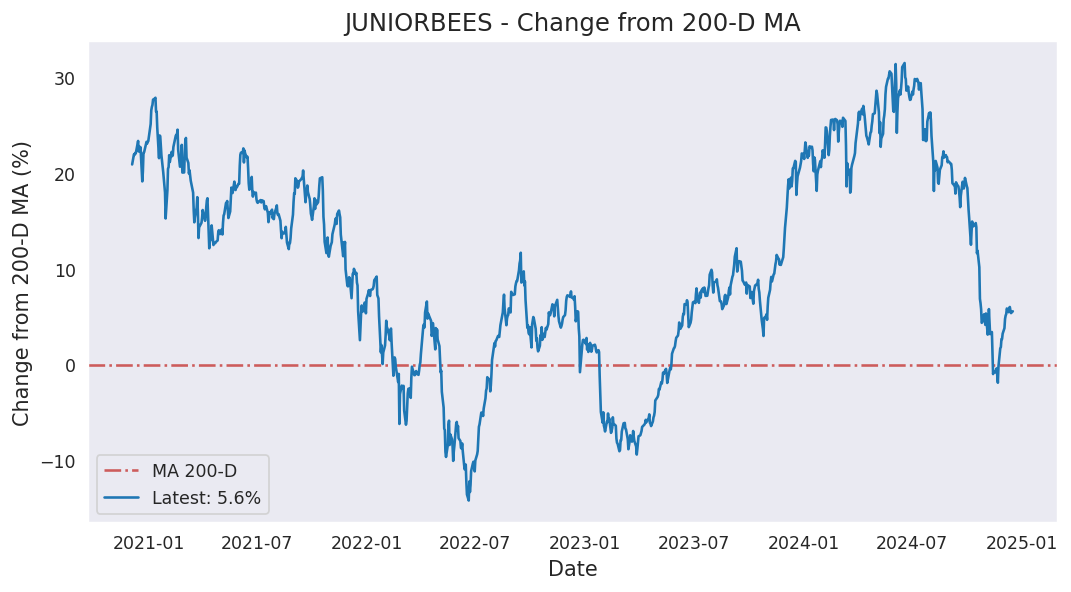 JUNIORBEES - Change from 200-D MA
Change from 200-D MA (%)
30
20
10
0
−10
MA 200-D
Latest: 5.6%
2021-01 2021-07 2022-01 2022-07 2023-01 2023-07 2024-01 2024-07 2025-01
Date